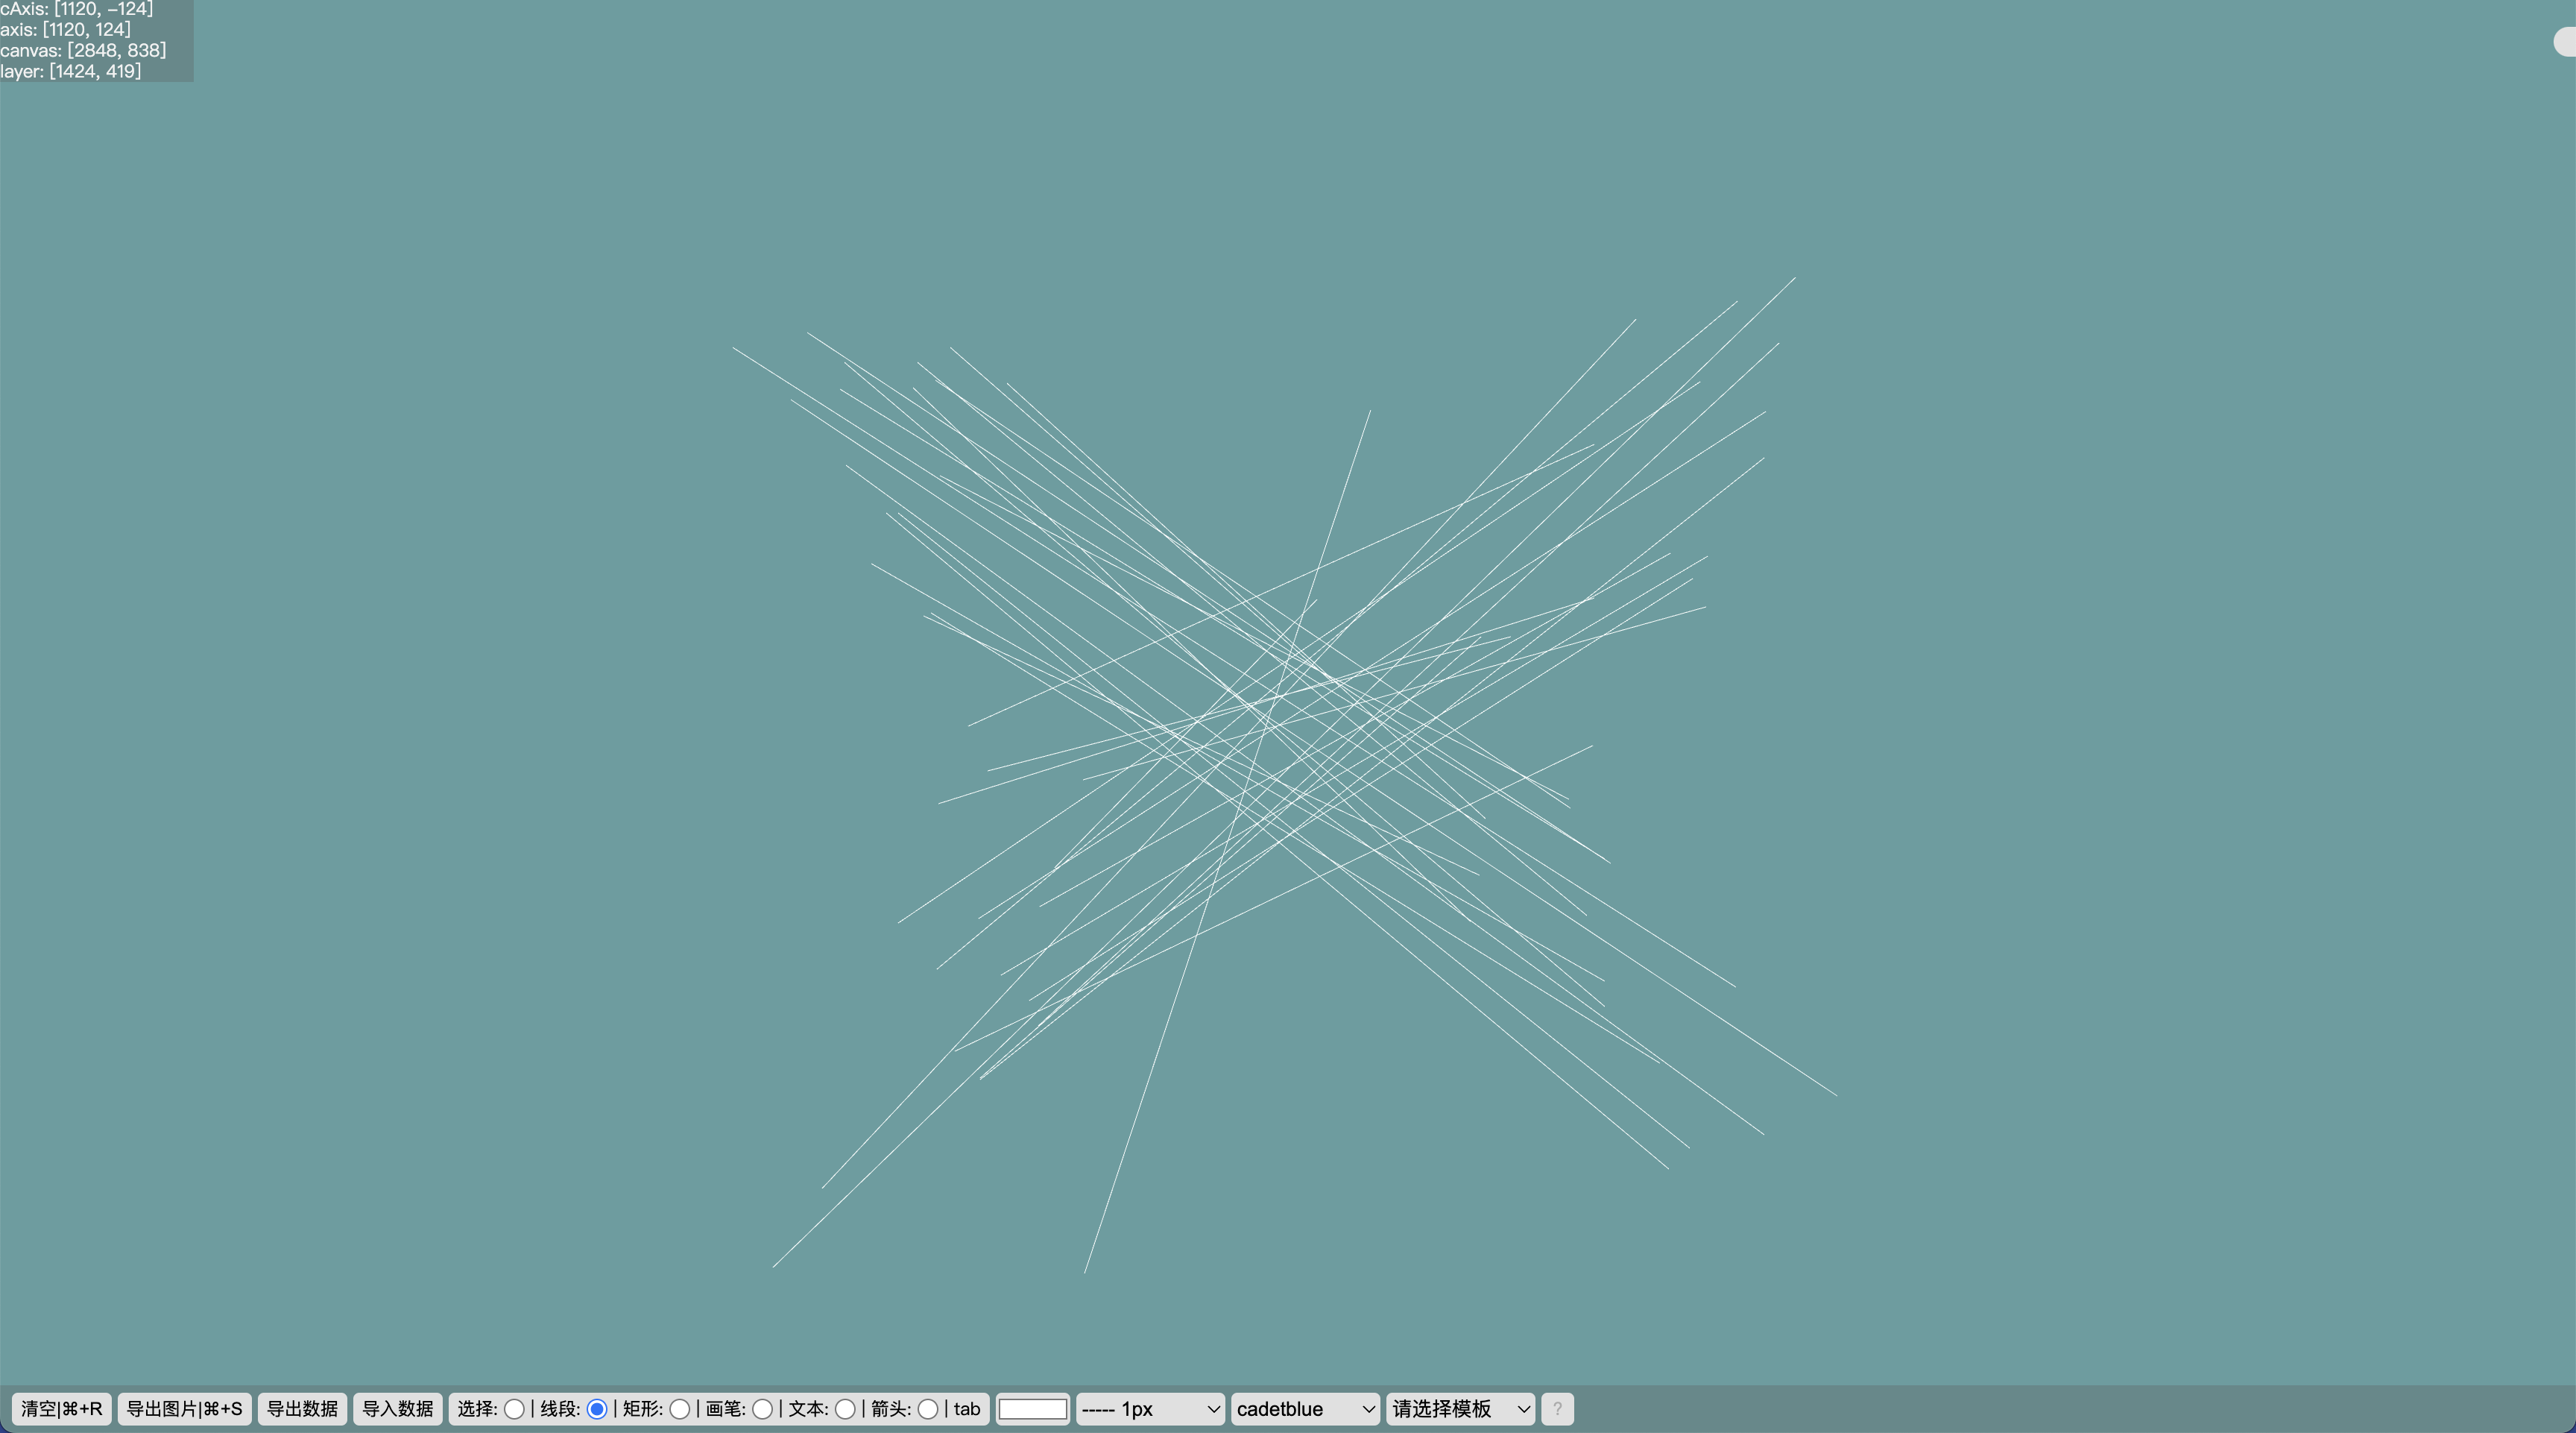 cAxis: [1120, −124]
axis: [1120, 124]
canvas: [2848, 838]
layer: [1424, 419]
清空|⌘+R 导出图片|⌘+S 导出数据 导入数据 选择: | 线段: | 矩形: | 画笔: | 文本: | 箭头: | tab ----- 1px cadetblue 请选择模板 ?